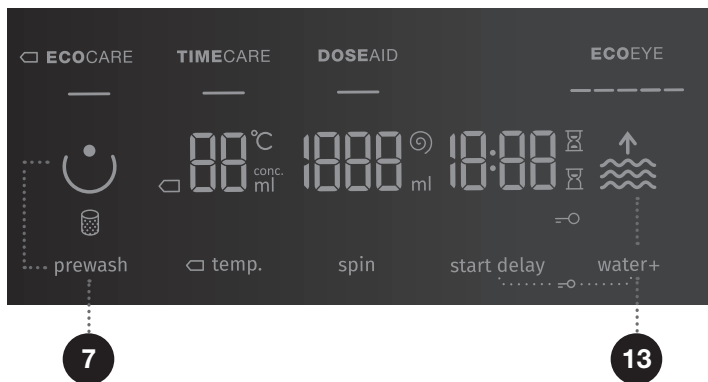 ECOCARE TIMECARE DOSEAID ECOEYE
88 °C conc. ml 1888 ml 18:88
prewash temp. spin start delay water+
7 13